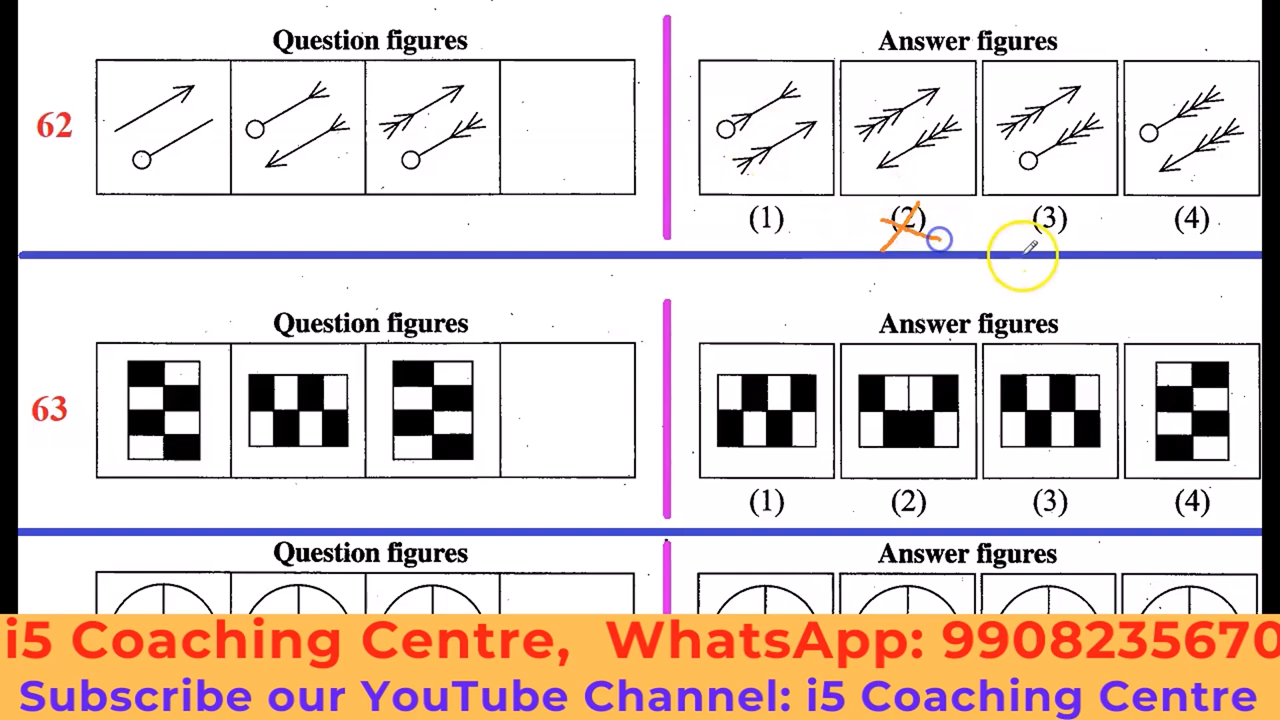 Question figures
Answer figures
62
(1)
(2)
(3)
(4)
Question figures
Answer figures
63
(1)
(2)
(3)
(4)
Question figures
Answer figures
i5 Coaching Centre, WhatsApp: 9908235670
Subscribe our YouTube Channel: i5 Coaching Centre